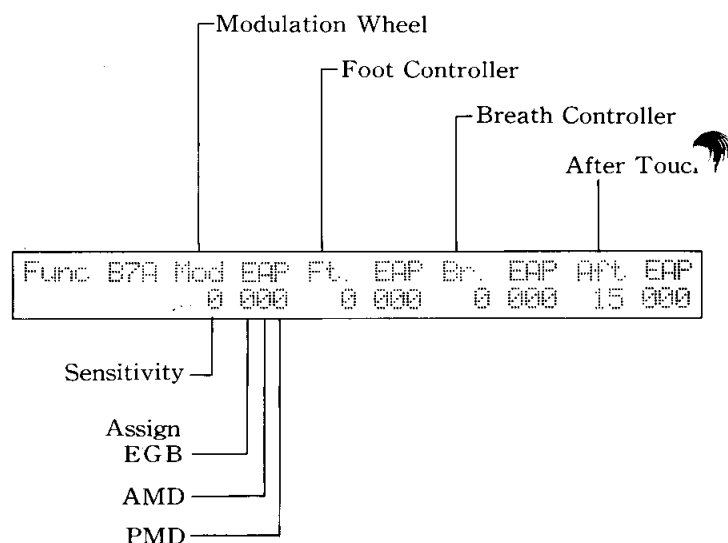 Modulation Wheel
Foot Controller
Breath Controller
After
Func B7A Mod EAP Ft. EAP Br. EAP Aft EAP
0 000 0 000 0 000 15 000
Sensitivity
Assign
EGB
AMD
PMD